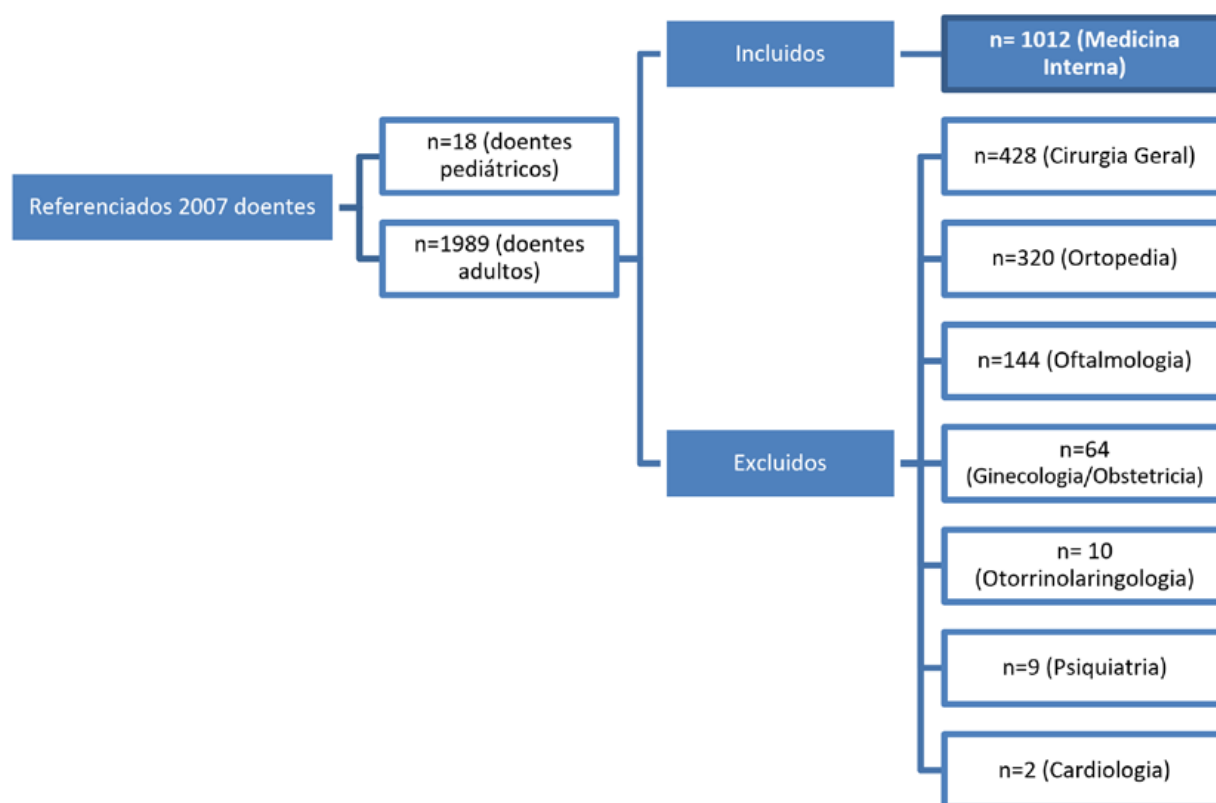 Referenciados 2007 doentes
n=18 (doentes
pediátricos)
n=1989 (doentes
adultos)
Incluidos
n= 1012 (Medicina
Interna)
Excluidos
n=428 (Cirurgia Geral)
n=320 (Ortopedia)
n=144 (Oftalmologia)
n=64
(Ginecologia/Obstetricia)
n= 10
(Otorrinolaringologia)
n=9 (Psiquiatria)
n=2 (Cardiologia)